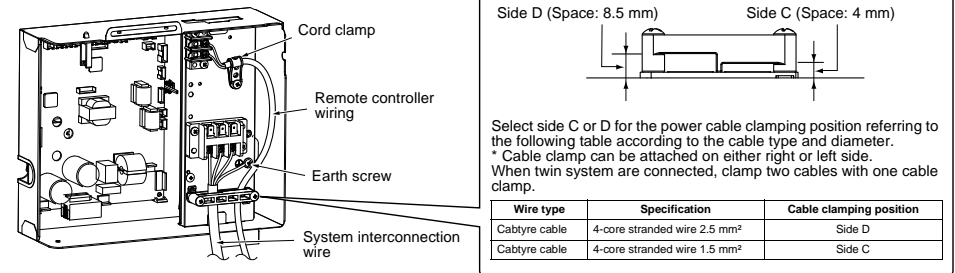 Cord clamp
Remote controller
wiring
Earth screw
System interconnection
wire
Side D (Space: 8.5 mm)
Side C (Space: 4 mm)
Select side C or D for the power cable clamping position referring to
the following table according to the cable type and diameter.
* Cable clamp can be attached on either right or left side.
When twin system are connected, clamp two cables with one cable
clamp.
Wire type Specification Cable clamping position
Cabtyre cable 4-core stranded wire 2.5 mm² Side D
Cabtyre cable 4-core stranded wire 1.5 mm² Side C